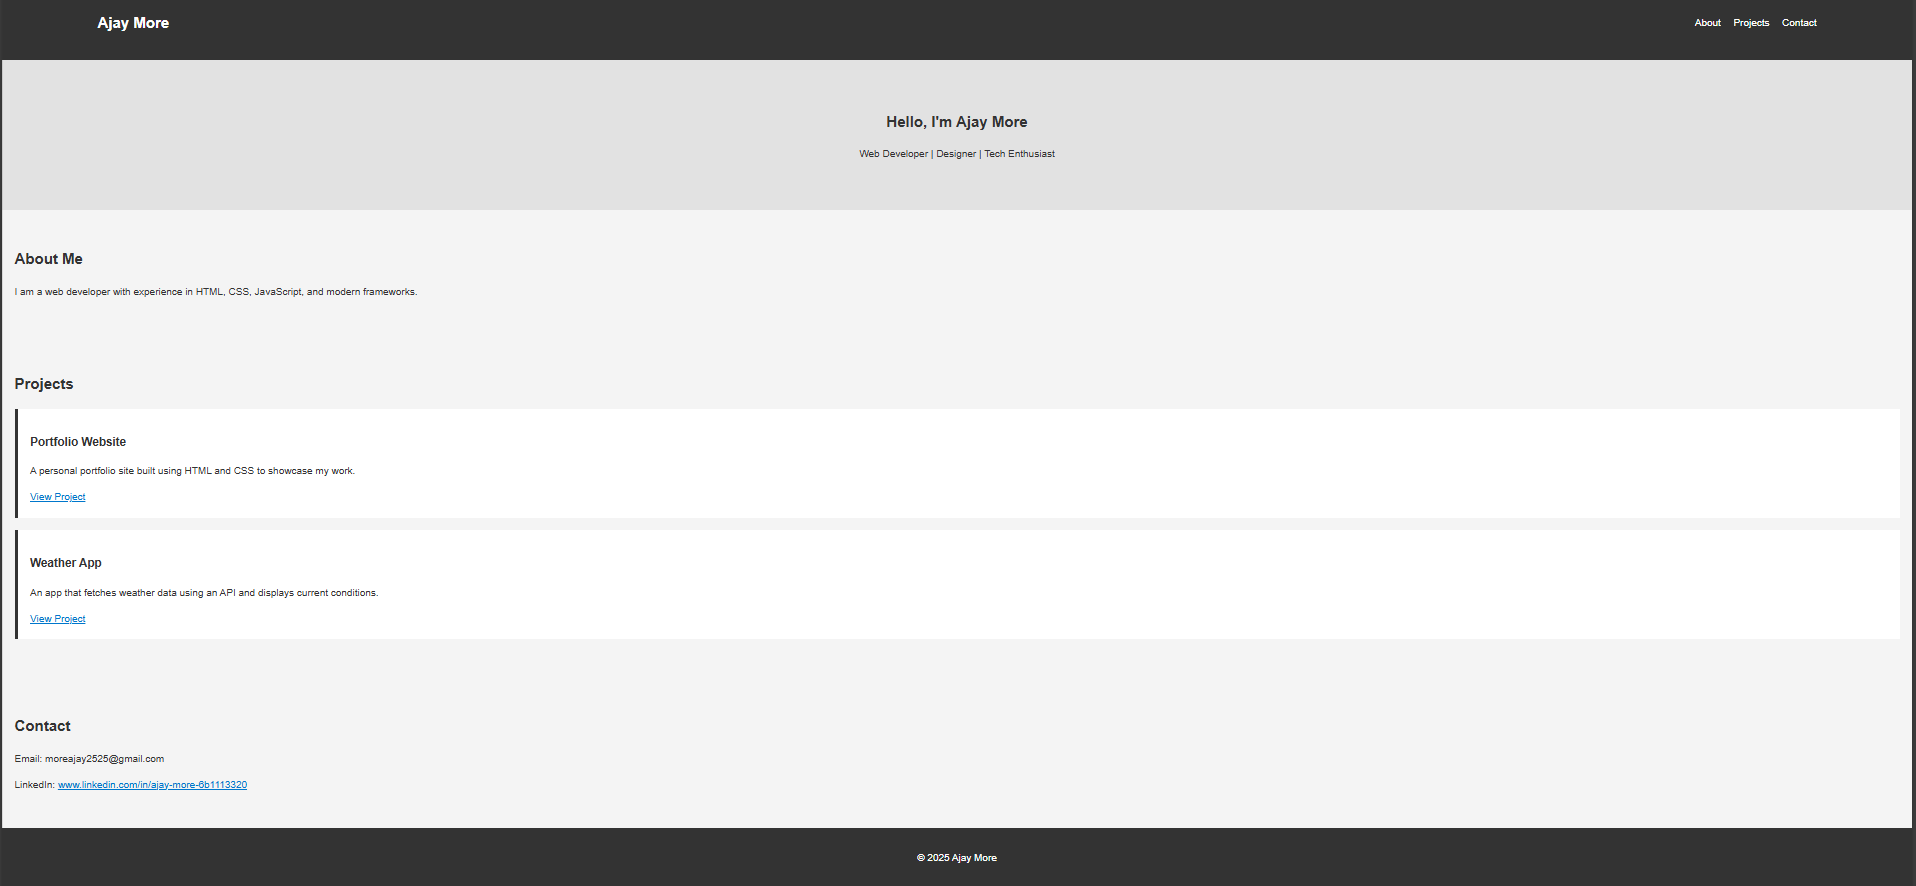 Ajay More
About Projects Contact
Hello, I'm Ajay More
Web Developer | Designer | Tech Enthusiast
About Me
I am a web developer with experience in HTML, CSS, JavaScript, and modern frameworks.
Projects
Portfolio Website
A personal portfolio site built using HTML and CSS to showcase my work.
View Project
Weather App
An app that fetches weather data using an API and displays current conditions.
View Project
Contact
Email: moreajay2525@gmail.com
LinkedIn: www.linkedin.com/in/ajay-more-6b1113320
© 2025 Ajay More